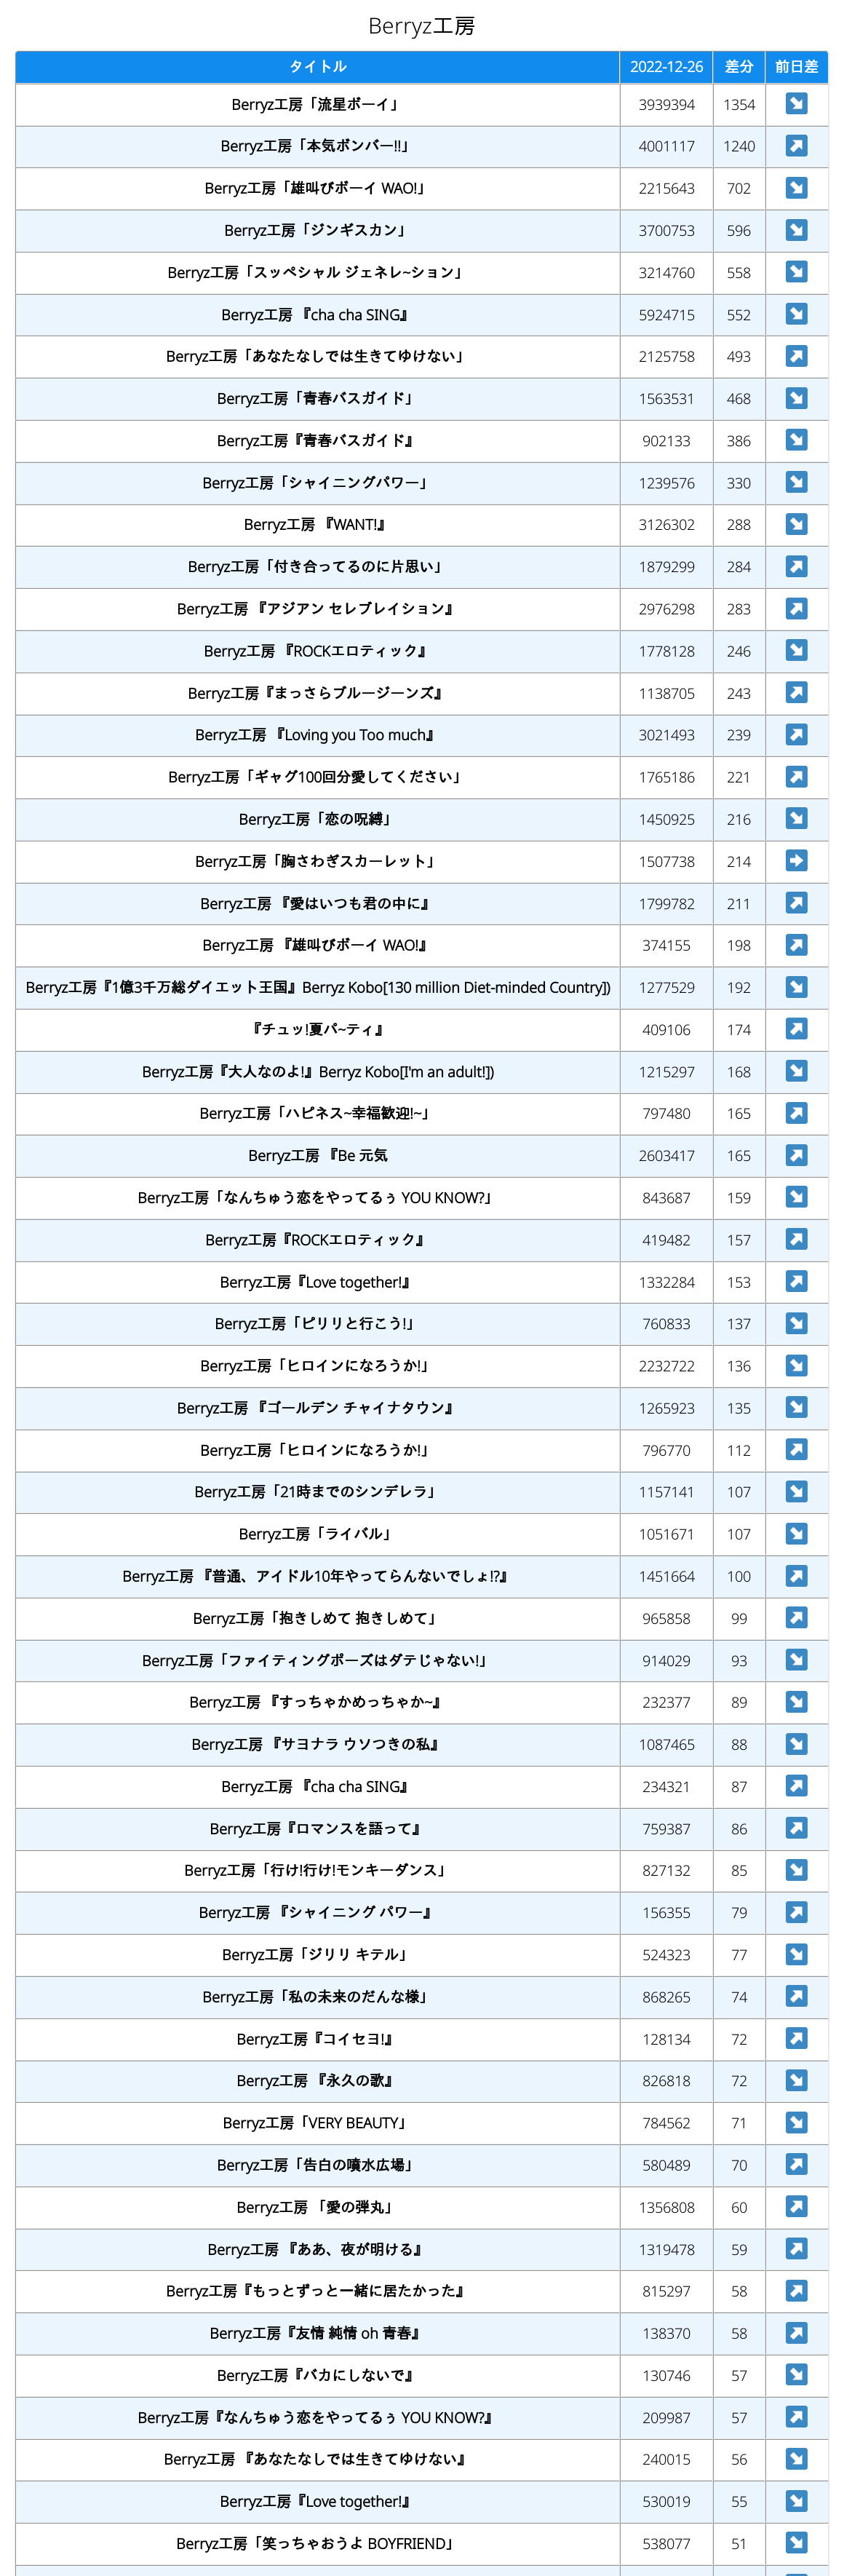 Berryz工房
タイトル 2022-12-26 差分 前日差
Berryz工房「流星ボーイ」 3939394 1354
Berryz工房「本気ボンバー!!」 4001117 1240
Berryz工房「雄叫びボーイ WAO!」 2215643 702
Berryz工房「ジンギスカン」 3700753 596
Berryz工房「スッペシャル ジェネレ~ション」 3214760 558
Berryz工房 『cha cha SING』 5924715 552
Berryz工房「あなたなしでは生きてゆけない」 2125758 493
Berryz工房「青春バスガイド」 1563531 468
Berryz工房『青春バスガイド』 902133 386
Berryz工房「シャイニングパワー」 1239576 330
Berryz工房 『WANT!』 3126302 288
Berryz工房「付き合ってるのに片思い」 1879299 284
Berryz工房 『アジアン セレブレイション』 2976298 283
Berryz工房 『ROCKエロティック』 1778128 246
Berryz工房『まっさらブルージーンズ』 1138705 243
Berryz工房 『Loving you Too much』 3021493 239
Berryz工房「ギャグ100回分愛してください」 1765186 221
Berryz工房「恋の呪縛」 1450925 216
Berryz工房「胸さわぎスカーレット」 1507738 214
Berryz工房 『愛はいつも君の中に』 1799782 211
Berryz工房 『雄叫びボーイ WAO!』 374155 198
Berryz工房『1億3千万総ダイエット王国』Berryz Kobo[130 million Diet-minded Country]) 1277529 192
『チュッ!夏パ~ティ』 409106 174
Berryz工房『大人なのよ!』Berryz Kobo[I'm an adult!]) 1215297 168
Berryz工房「ハピネス~幸福歓迎!~」 797480 165
Berryz工房 『Be 元気 2603417 165
Berryz工房「なんちゅう恋をやってるぅ YOU KNOW?」 843687 159
Berryz工房『ROCKエロティック』 419482 157
Berryz工房『Love together!』 1332284 153
Berryz工房「ピリリと行こう!」 760833 137
Berryz工房「ヒロインになろうか!」 2232722 136
Berryz工房 『ゴールデン チャイナタウン』 1265923 135
Berryz工房「ヒロインになろうか!」 796770 112
Berryz工房「21時までのシンデレラ」 1157141 107
Berryz工房「ライバル」 1051671 107
Berryz工房 『普通、アイドル10年やってらんないでしょ!?』 1451664 100
Berryz工房「抱きしめて 抱きしめて」 965858 99
Berryz工房「ファイティングポーズはダテじゃない!」 914029 93
Berryz工房 『すっちゃかめっちゃか~』 232377 89
Berryz工房 『サヨナラ ウソつきの私』 1087465 88
Berryz工房 『cha cha SING』 234321 87
Berryz工房『ロマンスを語って』 759387 86
Berryz工房「行け!行け!モンキーダンス」 827132 85
Berryz工房 『シャイニング パワー』 156355 79
Berryz工房「ジリリ キテル」 524323 77
Berryz工房「私の未来のだんな様」 868265 74
Berryz工房『コイセヨ!』 128134 72
Berryz工房 『永久の歌』 826818 72
Berryz工房「VERY BEAUTY」 784562 71
Berryz工房「告白の噴水広場」 580489 70
Berryz工房 「愛の弾丸」 1356808 60
Berryz工房 『ああ、夜が明ける』 1319478 59
Berryz工房『もっとずっと一緒に居たかった』 815297 58
Berryz工房『友情 純情 oh 青春』 138370 58
Berryz工房『バカにしないで』 130746 57
Berryz工房『なんちゅう恋をやってるぅ YOU KNOW?』 209987 57
Berryz工房 『あなたなしでは生きてゆけない』 240015 56
Berryz工房『Love together!』 530019 55
Berryz工房「笑っちゃおうよ BOYFRIEND」 538077 51